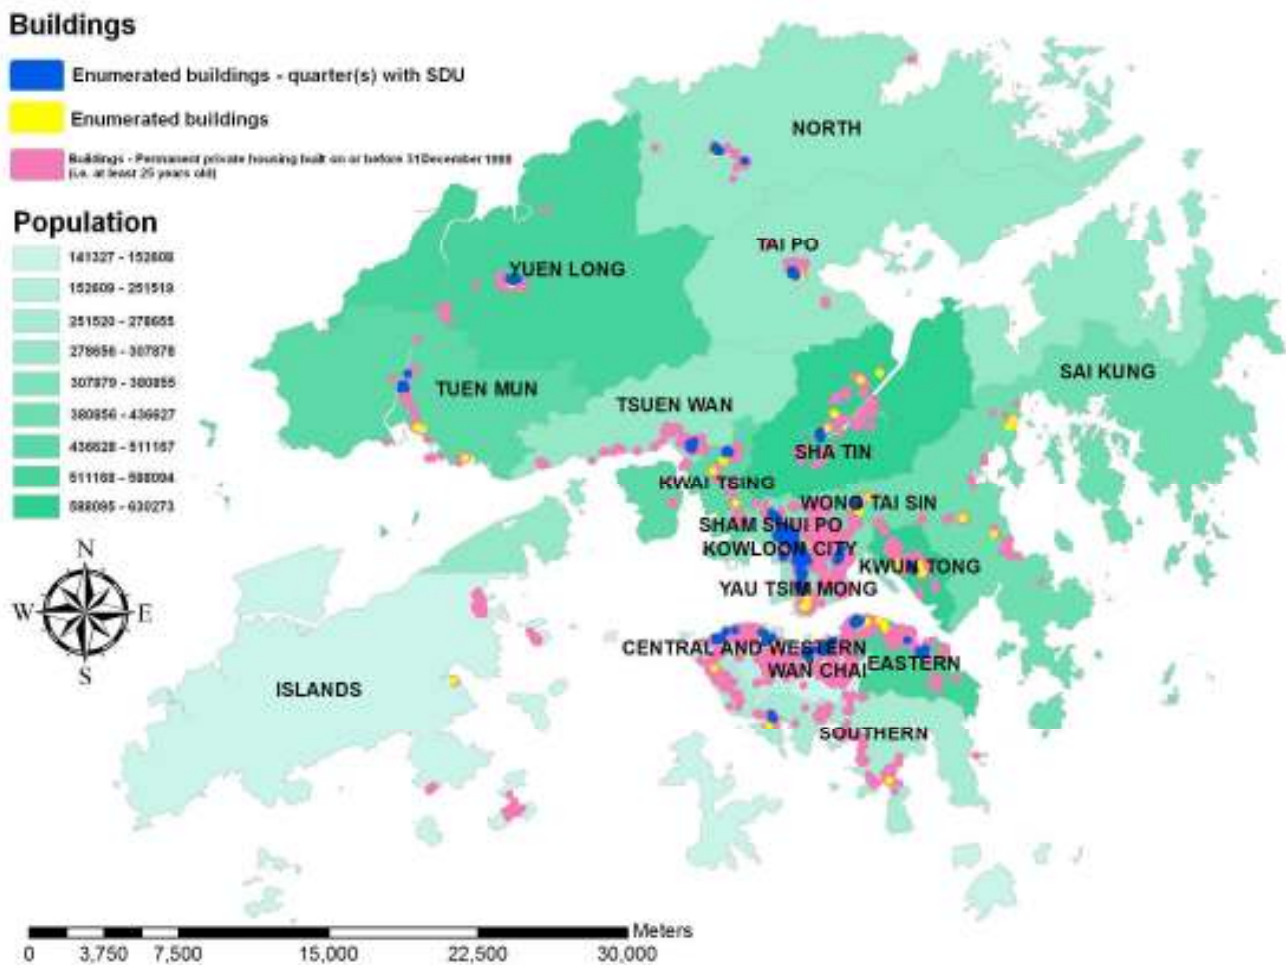 Buildings
Enumerated buildings - quarter(s) with SDU
Enumerated buildings
Buildings - Permanent private housing built on or before 31December 1988
(i.e. at least 25 years old)
Population
141327 - 152608
152609 - 251519
251520 - 278655
278656 - 307878
307879 - 380855
380856 - 436627
436628 - 511167
511168 - 588094
588095 - 630273
N
W
E
S
NORTH
TAI PO
YUEN LONG
SAI KUNG
TUEN MUN
TSUEN WAN
SHA TIN
KWAI TSING
WONG TAI SIN
SHAM SHUI PO
KOWLOON CITY
KWUN TONG
YAU TSIM MONG
CENTRAL AND WESTERN
WAN CHAI
EASTERN
ISLANDS
SOUTHERN
Meters
0 3,750 7,500 15,000 22,500 30,000